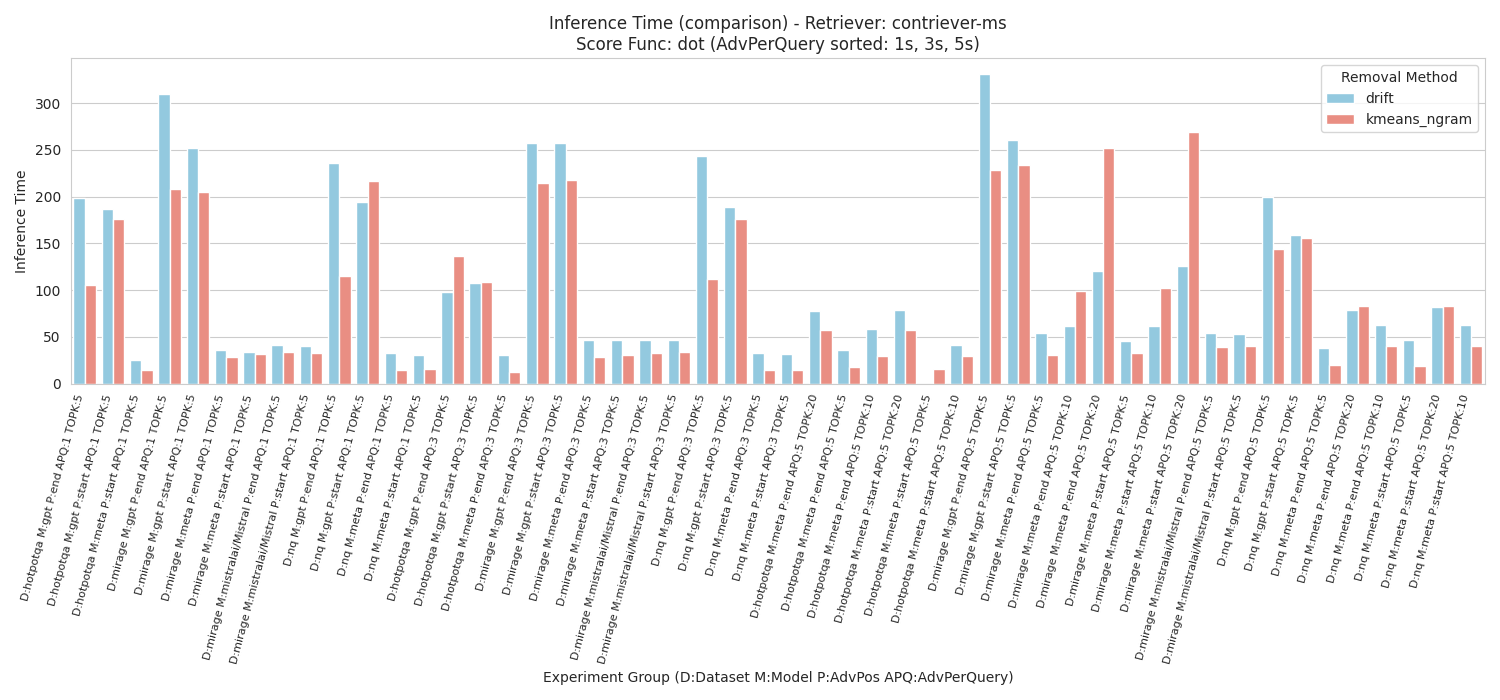 Inference Time (comparison) - Retriever: contriever-ms
Score Func: dot (AdvPerQuery sorted: 1s, 3s, 5s)
Removal Method
drift
kmeans_ngram
Inference Time
300
250
200
150
100
50
0
D:hotpotqa M:gpt P:end APQ:1 TOPK:5
D:hotpotqa M:gpt P:start APQ:1 TOPK:5
D:hotpotqa M:meta P:start APQ:1 TOPK:5
D:mirage M:gpt P:end APQ:1 TOPK:5
D:mirage M:gpt P:start APQ:1 TOPK:5
D:mirage M:meta P:end APQ:1 TOPK:5
D:mirage M:meta P:start APQ:1 TOPK:5
D:mirage M:mistralai/Mistral P:end APQ:1 TOPK:5
D:mirage M:mistralai/Mistral P:start APQ:1 TOPK:5
D:nq M:gpt P:end APQ:1 TOPK:5
D:nq M:gpt P:start APQ:1 TOPK:5
D:nq M:meta P:end APQ:1 TOPK:5
D:nq M:meta P:start APQ:1 TOPK:5
D:hotpotqa M:gpt P:end APQ:3 TOPK:5
D:hotpotqa M:gpt P:start APQ:3 TOPK:5
D:hotpotqa M:meta P:end APQ:3 TOPK:5
D:mirage M:gpt P:end APQ:3 TOPK:5
D:mirage M:gpt P:start APQ:3 TOPK:5
D:mirage M:meta P:end APQ:3 TOPK:5
D:mirage M:meta P:start APQ:3 TOPK:5
D:mirage M:mistralai/Mistral P:end APQ:3 TOPK:5
D:mirage M:mistralai/Mistral P:start APQ:3 TOPK:5
D:nq M:gpt P:end APQ:3 TOPK:5
D:nq M:gpt P:start APQ:3 TOPK:5
D:nq M:meta P:end APQ:3 TOPK:5
D:nq M:meta P:start APQ:3 TOPK:5
D:hotpotqa M:meta P:end APQ:5 TOPK:20
D:hotpotqa M:meta P:end APQ:5 TOPK:5
D:hotpotqa M:meta P:end APQ:5 TOPK:10
D:hotpotqa M:meta P:start APQ:5 TOPK:20
D:hotpotqa M:meta P:start APQ:5 TOPK:5
D:hotpotqa M:meta P:start APQ:5 TOPK:10
D:mirage M:gpt P:end APQ:5 TOPK:5
D:mirage M:gpt P:start APQ:5 TOPK:5
D:mirage M:meta P:end APQ:5 TOPK:5
D:mirage M:meta P:end APQ:5 TOPK:10
D:mirage M:meta P:end APQ:5 TOPK:20
D:mirage M:meta P:start APQ:5 TOPK:5
D:mirage M:meta P:start APQ:5 TOPK:10
D:mirage M:meta P:start APQ:5 TOPK:20
D:mirage M:mistralai/Mistral P:end APQ:5 TOPK:5
D:mirage M:mistralai/Mistral P:start APQ:5 TOPK:5
D:nq M:gpt P:end APQ:5 TOPK:5
D:nq M:gpt P:start APQ:5 TOPK:5
D:nq M:meta P:end APQ:5 TOPK:5
D:nq M:meta P:end APQ:5 TOPK:20
D:nq M:meta P:end APQ:5 TOPK:10
D:nq M:meta P:start APQ:5 TOPK:5
D:nq M:meta P:start APQ:5 TOPK:20
D:nq M:meta P:start APQ:5 TOPK:10
Experiment Group (D:Dataset M:Model P:AdvPos APQ:AdvPerQuery)